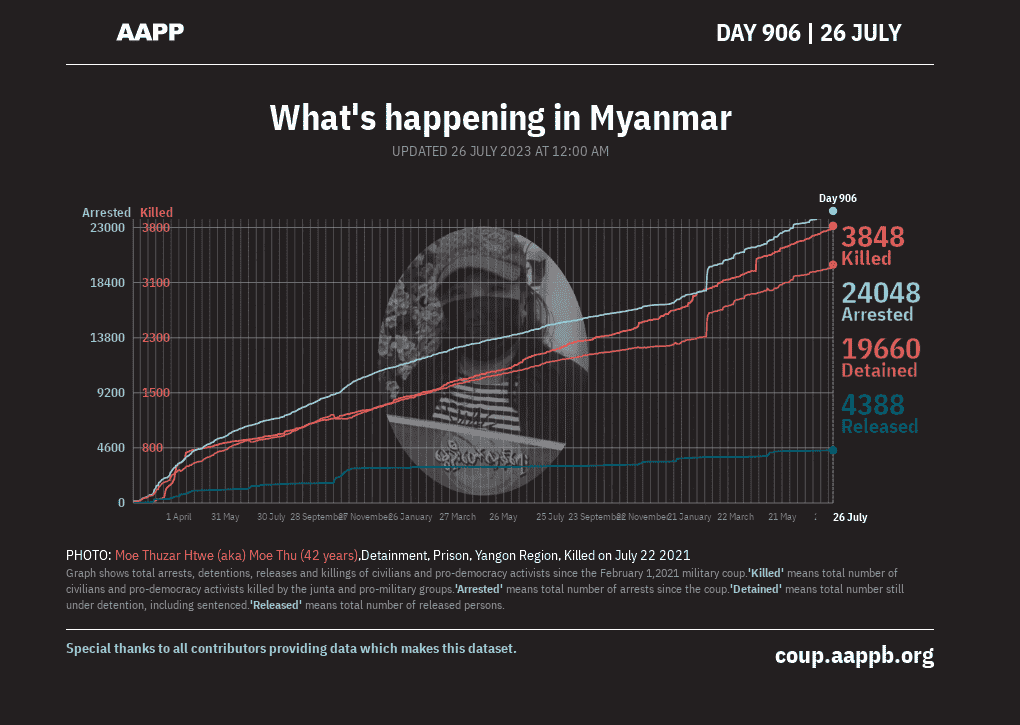 AAPP
DAY 906 | 26 JULY
What's happening in Myanmar
UPDATED 26 JULY 2023 AT 12:00 AM
Day 906
Arrested Killed
23000 3800
18400 3100
13800 2300
9200 1500
4600 800
0
3848
Killed
24048
Arrested
19660
Detained
4388
Released
1 April 31 May 30 July 28 September 27 November 26 January 27 March 26 May 25 July 23 September 22 November 21 January 22 March 21 May 26 July
PHOTO: Moe Thuzar Htwe (aka) Moe Thu (42 years),Detainment, Prison, Yangon Region, Killed on July 22 2021
Graph shows total arrests, detentions, releases and killings of civilians and pro-democracy activists since the February 1,2021 military coup.'Killed' means total number of
civilians and pro-democracy activists killed by the junta and pro-military groups.'Arrested' means total number of arrests since the coup.'Detained' means total number still
under detention, including sentenced.'Released' means total number of released persons.
Special thanks to all contributors providing data which makes this dataset.
coup.aappb.org